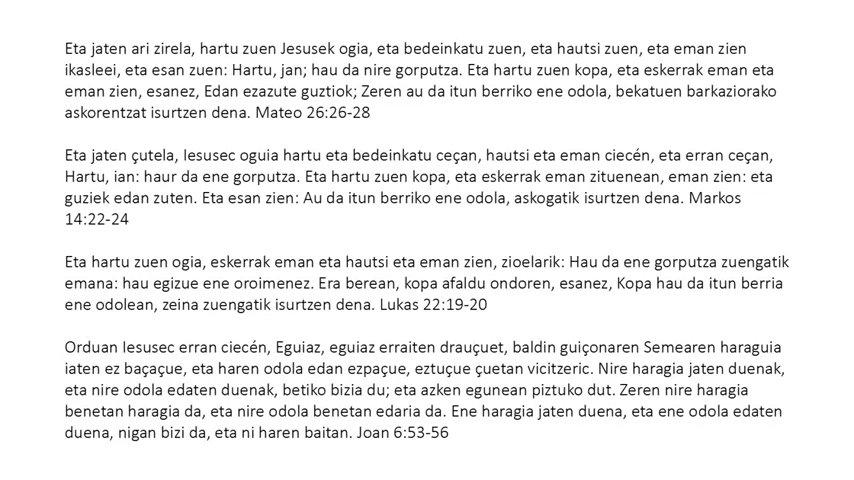 Eta jaten ari zirela, hartu zuen Jesusek ogia, eta bedeinkatu zuen, eta hautsi zuen, eta eman zien
ikasleei, eta esan zuen: Hartu, jan; hau da nire gorputza. Eta hartu zuen kopa, eta eskerrak eman eta
eman zien, esanez, Edan ezazute guztiok; Zeren au da itun berriko ene odola, bekatuen barkaziorako
askorentzat isurtzen dena. Mateo 26:26-28
Eta jaten çutela, Iesusec oguia hartu eta bedeinkatu ceçan, hautsi eta eman ciecén, eta erran ceçan,
Hartu, ian: haur da ene gorputza. Eta hartu zuen kopa, eta eskerrak eman zituenean, eman zien: eta
guziek edan zuten. Eta esan zien: Au da itun berriko ene odola, askogatik isurtzen dena. Markos
14:22-24
Eta hartu zuen ogia, eskerrak eman eta hautsi eta eman zien, zioelarik: Hau da ene gorputza zuengatik
emana: hau egizue ene oroimenez. Era berean, kopa afaldu ondoren, esanez, Kopa hau da itun berria
ene odolean, zeina zuengatik isurtzen dena. Lukas 22:19-20
Orduan Iesusec erran ciecén, Eguiaz, eguiaz erraiten drauçuet, baldin guiçonaren Semearen haraguia
iaten ez baçaçue, eta haren odola edan ezpaçue, eztuçue çuetan vicitzeric. Nire haragia jaten duenak,
eta nire odola edaten duenak, betiko bizia du; eta azken egunean piztuko dut. Zeren nire haragia
benetan haragia da, eta nire odola benetan edaria da. Ene haragia jaten duena, eta ene odola edaten
duena, nigan bizi da, eta ni haren baitan. Joan 6:53-56